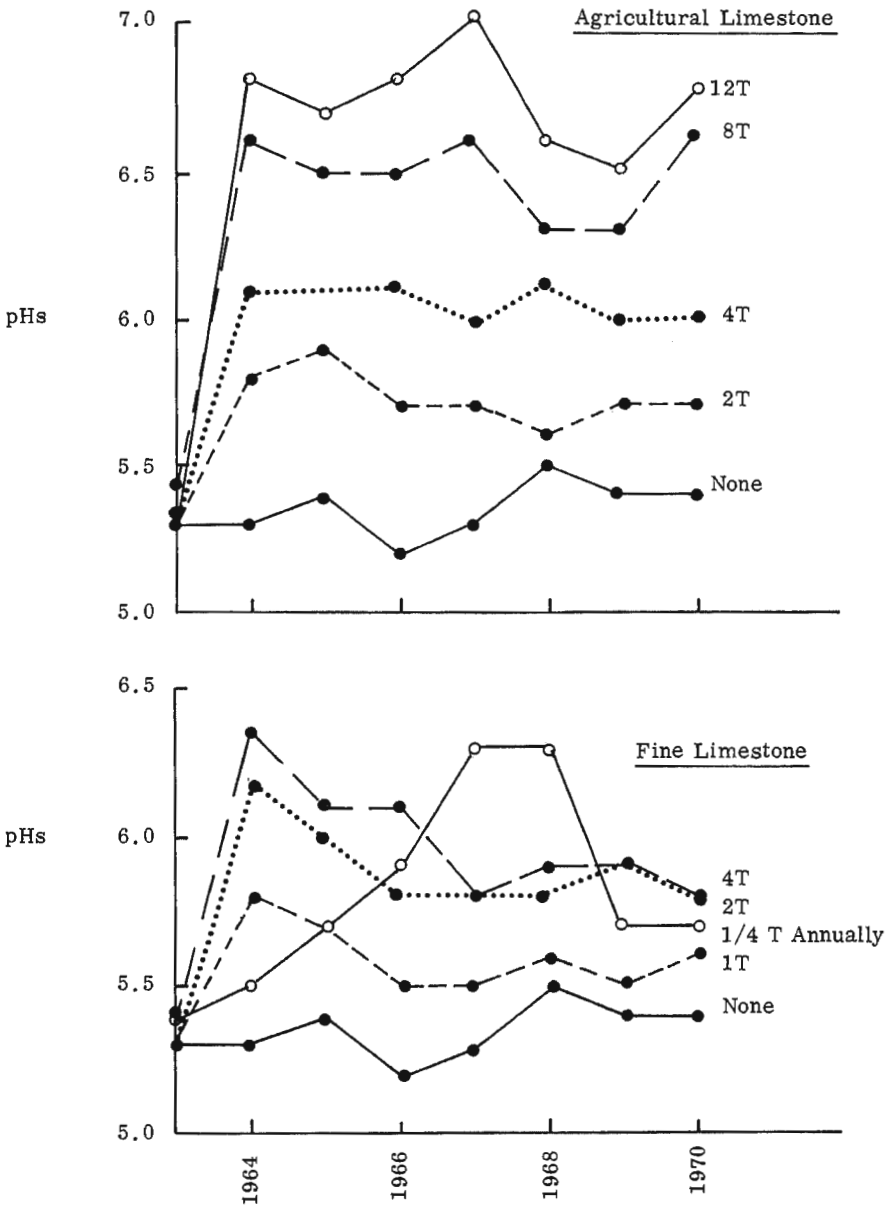 Agricultural Limestone
7.0
6.5
6.0
5.5
5.0
pHs
12T
8T
4T
2T
None
Fine Limestone
6.5
6.0
5.5
5.0
pHs
4T
2T
1/4 T Annually
1T
None
1964
1966
1968
1970